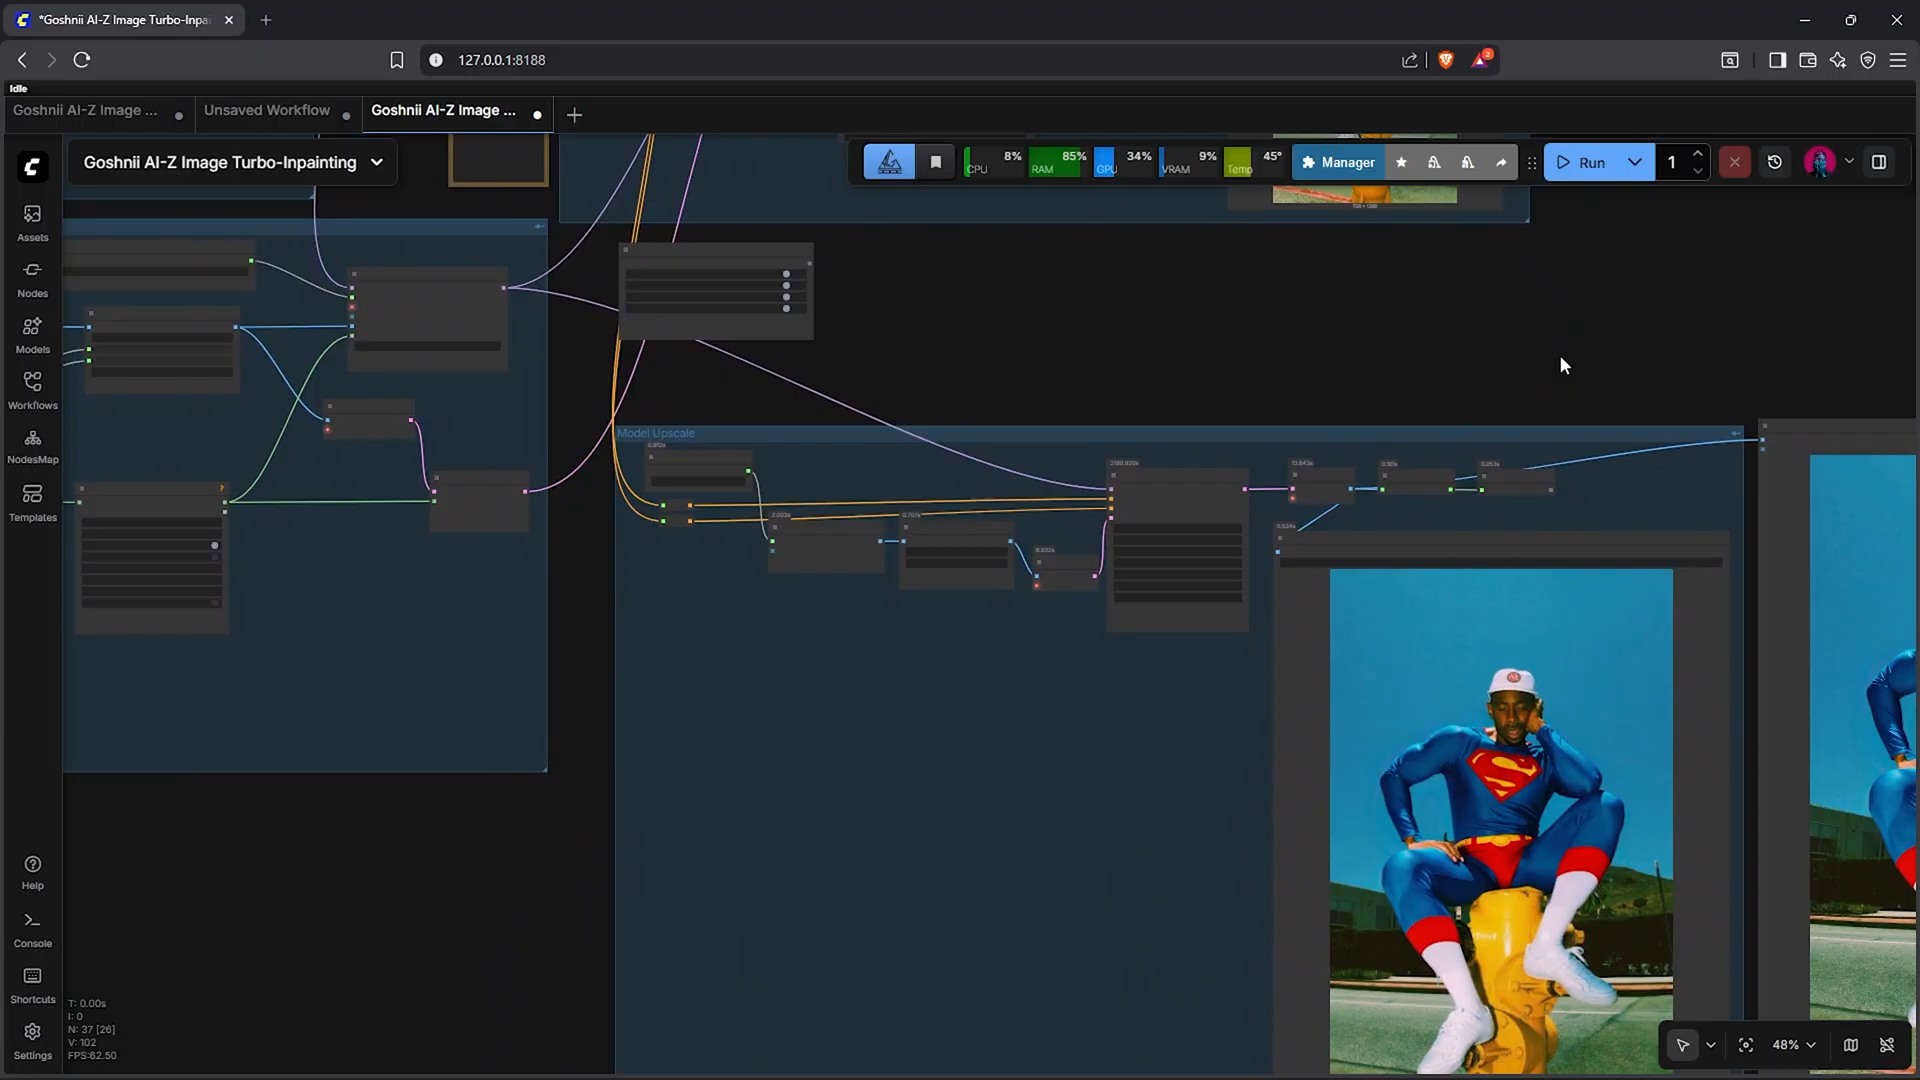 *Goshnii AI-Z Image Turbo-Inpai
127.0.0.1:8188
2
Idle
Goshnii AI-Z Image ...
Unsaved Workflow
Goshnii AI-Z Image ...
Goshnii AI-Z Image Turbo-Inpainting
CPU 8%
RAM 85%
GPU 34%
VRAM 9%
Temp 45°
Manager
Run
1
Assets
Nodes
Models
Workflows
NodesMap
Templates
Help
Console
Shortcuts
Settings
?
Model Upscale
T: 0.00s
I: 0
N: 37 [26]
V: 102
FPS:62.50
48%